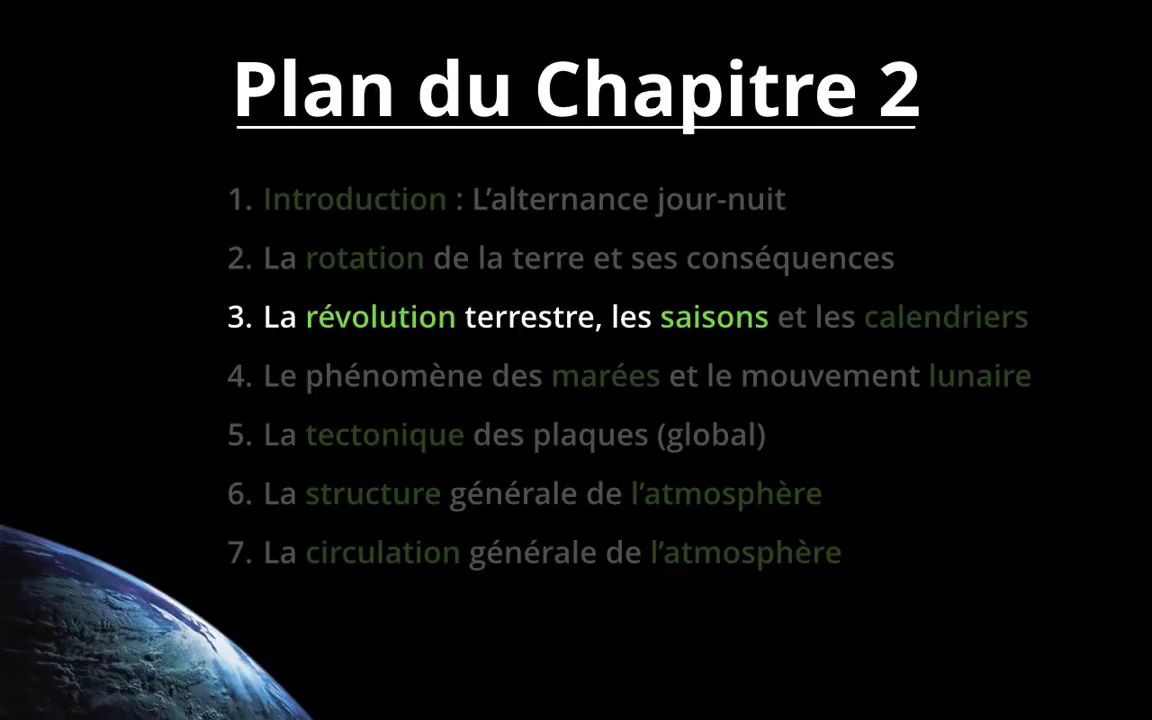 Plan du Chapitre 2
1. Introduction : L’alternance jour-nuit
2. La rotation de la terre et ses conséquences
3. La révolution terrestre, les saisons et les calendriers
4. Le phénomène des marées et le mouvement lunaire
5. La tectonique des plaques (global)
6. La structure générale de l’atmosphère
7. La circulation générale de l’atmosphère